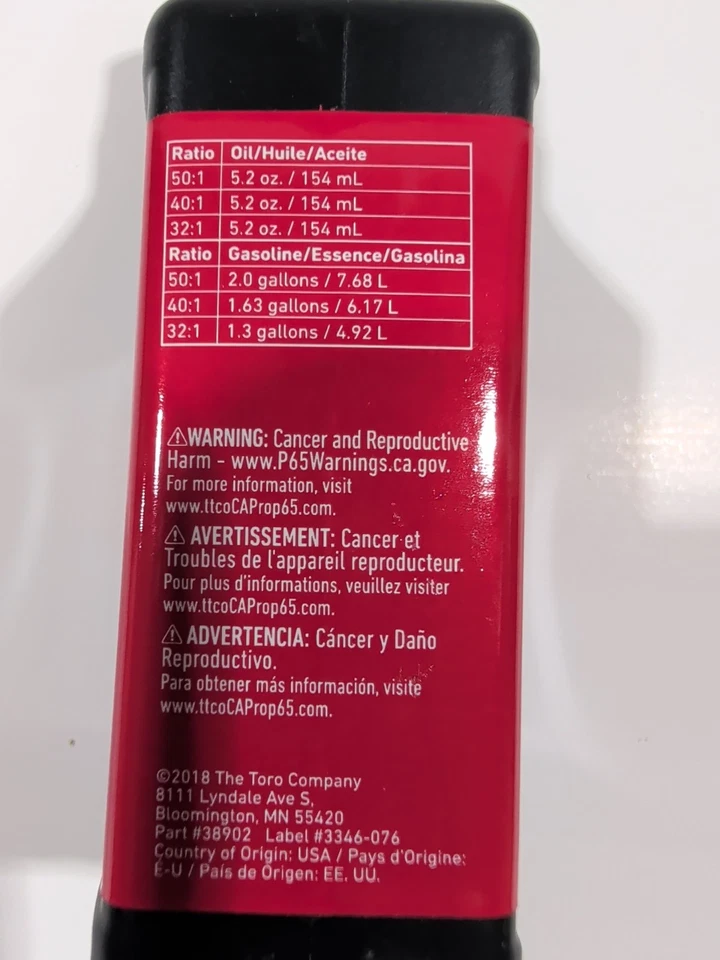 Ratio Oil/Huile/Aceite
50:1 5.2 oz. / 154 mL
40:1 5.2 oz. / 154 mL
32:1 5.2 oz. / 154 mL
Ratio Gasoline/Essence/Gasolina
50:1 2.0 gallons / 7.68 L
40:1 1.63 gallons / 6.17 L
32:1 1.3 gallons / 4.92 L
⚠WARNING: Cancer and Reproductive
Harm - www.P65Warnings.ca.gov.
For more information, visit
www.ttcoCAProp65.com.
⚠ AVERTISSEMENT: Cancer et
Troubles de l'appareil reproducteur.
Pour plus d'informations, veuillez visiter
www.ttcoCAProp65.com.
⚠ ADVERTENCIA: Cáncer y Daño
Reproductivo.
Para obtener más información, visite
www.ttcoCAProp65.com.
©2018 The Toro Company
8111 Lyndale Ave S,
Bloomington, MN 55420
Part #38902 Label #3346-076
Country of Origin: USA / Pays d'Origine:
É-U / País de Origen: EE. UU.